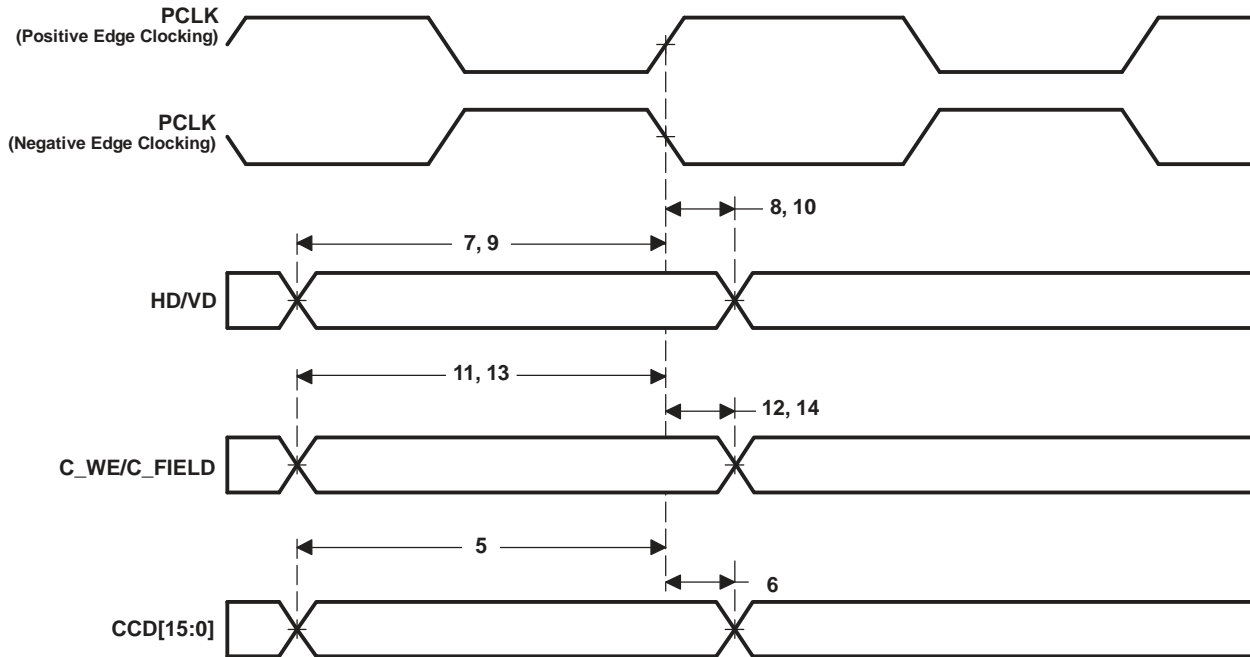 PCLK
(Positive Edge Clocking)
PCLK
(Negative Edge Clocking)
8, 10
7, 9
HD/VD
11, 13
12, 14
C_WE/C_FIELD
5
6
CCD[15:0]